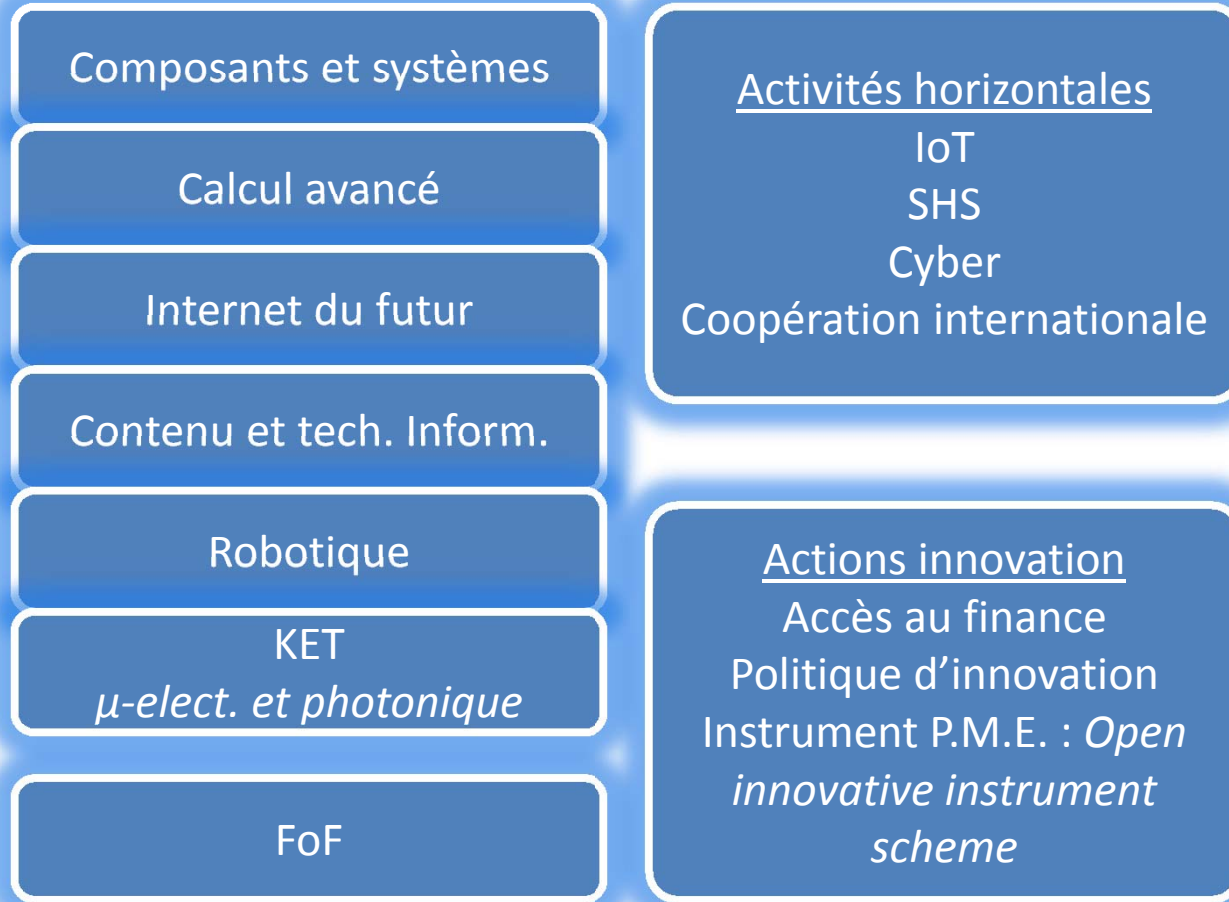 Composants et systèmes
Calcul avancé
Internet du futur
Contenu et tech. Inform.
Robotique
KET
µ-elect. et photonique
FoF
Activités horizontales
IoT
SHS
Cyber
Coopération internationale
Actions innovation
Accès au finance
Politique d’innovation
Instrument P.M.E. : Open
innovative instrument
scheme